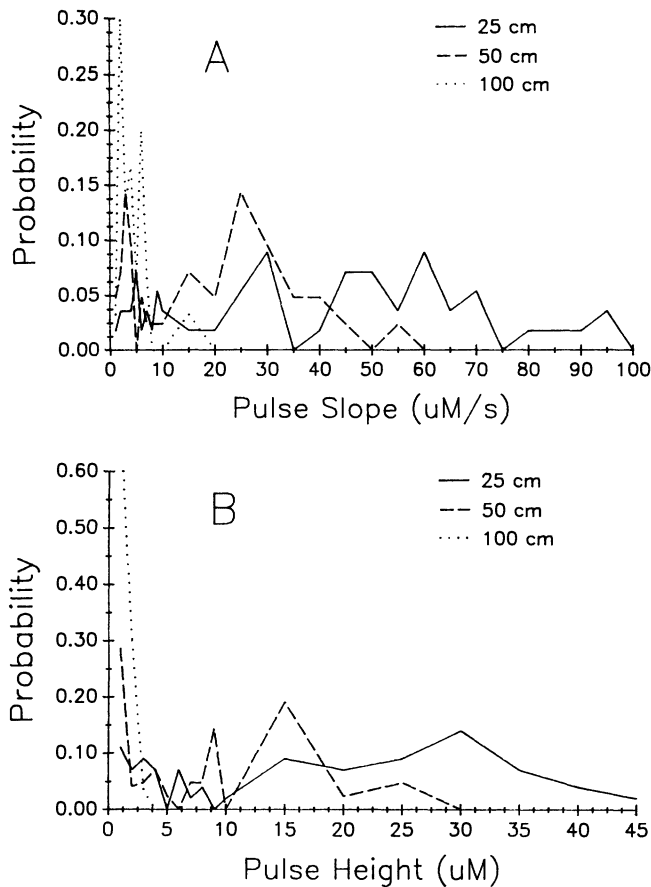 0.30
0.25
0.20
0.15
0.10
0.05
0.00
Probability
A
25 cm
50 cm
100 cm
0 10 20 30 40 50 60 70 80 90 100
Pulse Slope (uM/s)
0.60
0.50
0.40
0.30
0.20
0.10
0.00
Probability
B
25 cm
50 cm
100 cm
0 5 10 15 20 25 30 35 40 45
Pulse Height (uM)